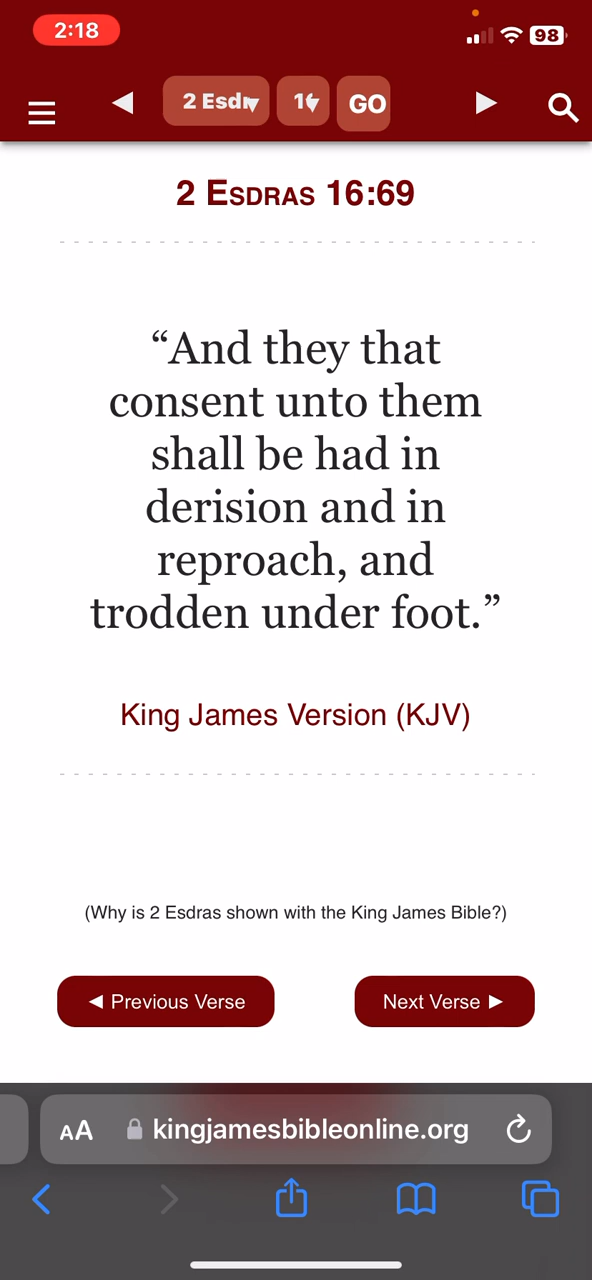 2:18
98
2 Esdr
GO
2 Esdras 16:69
“And they that
consent unto them
shall be had in
derision and in
reproach, and
trodden under foot.”
King James Version (KJV)
(Why is 2 Esdras shown with the King James Bible?)
◀ Previous Verse
Next Verse ▶
AA
kingjamesbibleonline.org